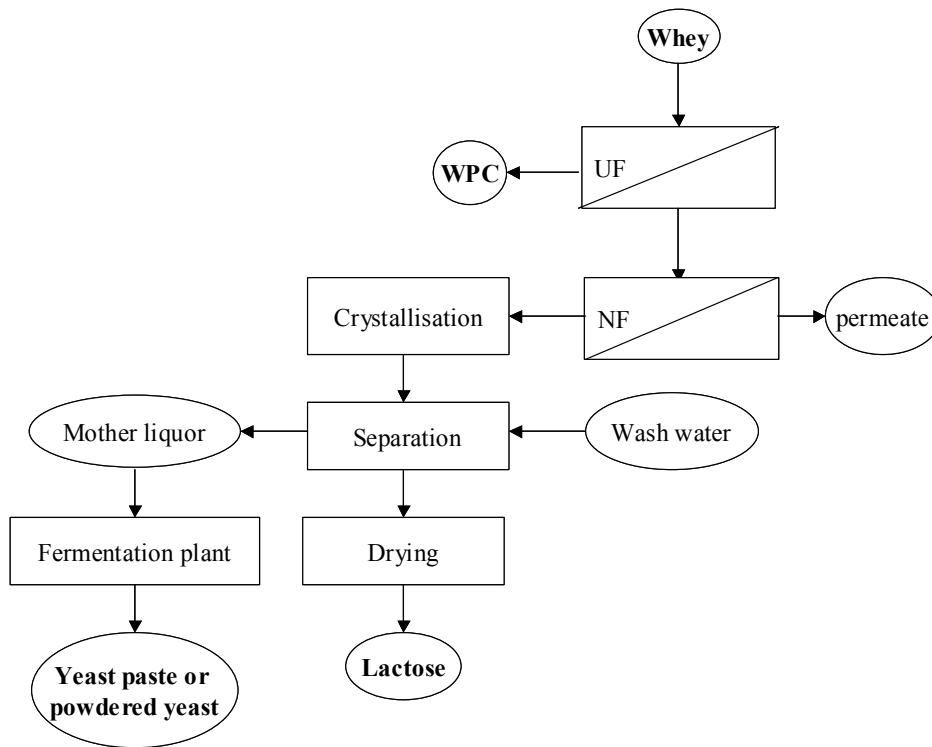 Whey
UF
WPC
NF
Crystallisation
permeate
Mother liquor
Separation
Wash water
Fermentation plant
Drying
Yeast paste or
powdered yeast
Lactose